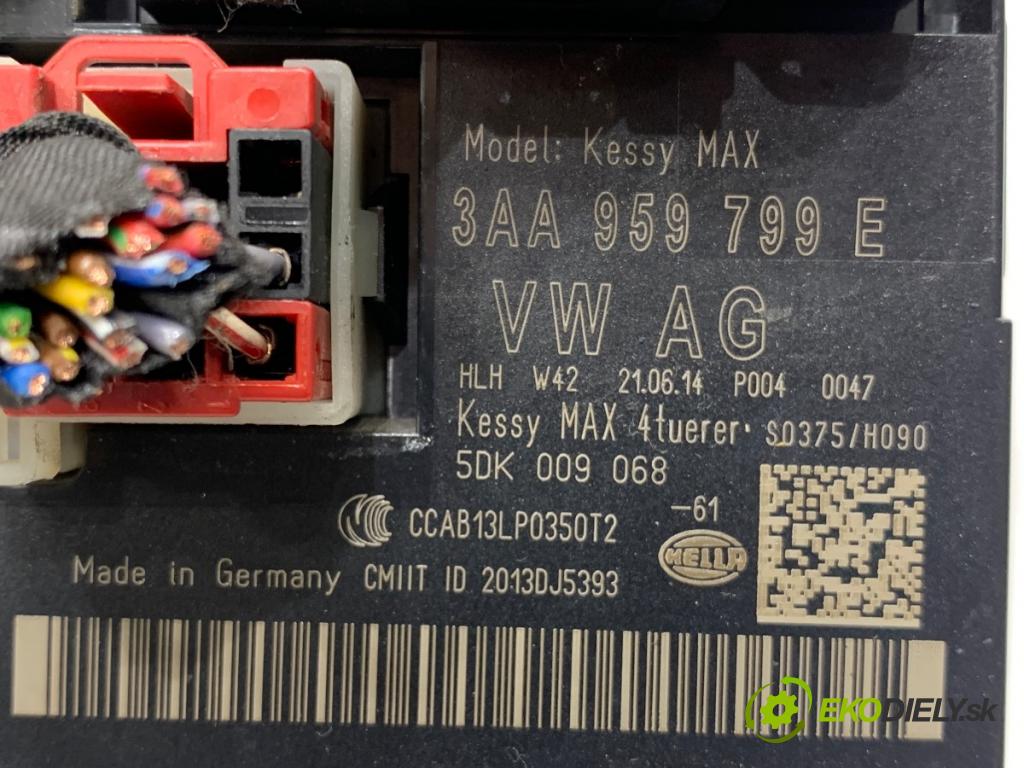 Model: Kessy MAX
3AA 959 799 E
VW AG
HLH W42 21.06.14 P004 0047
Kessy MAX 4tuerer. S0375/H090
5DK 009 068
-61
CCAB13LP0350T2
HELLA
Made in Germany CMIIT ID 2013DJ5393
EKODIELY.sk